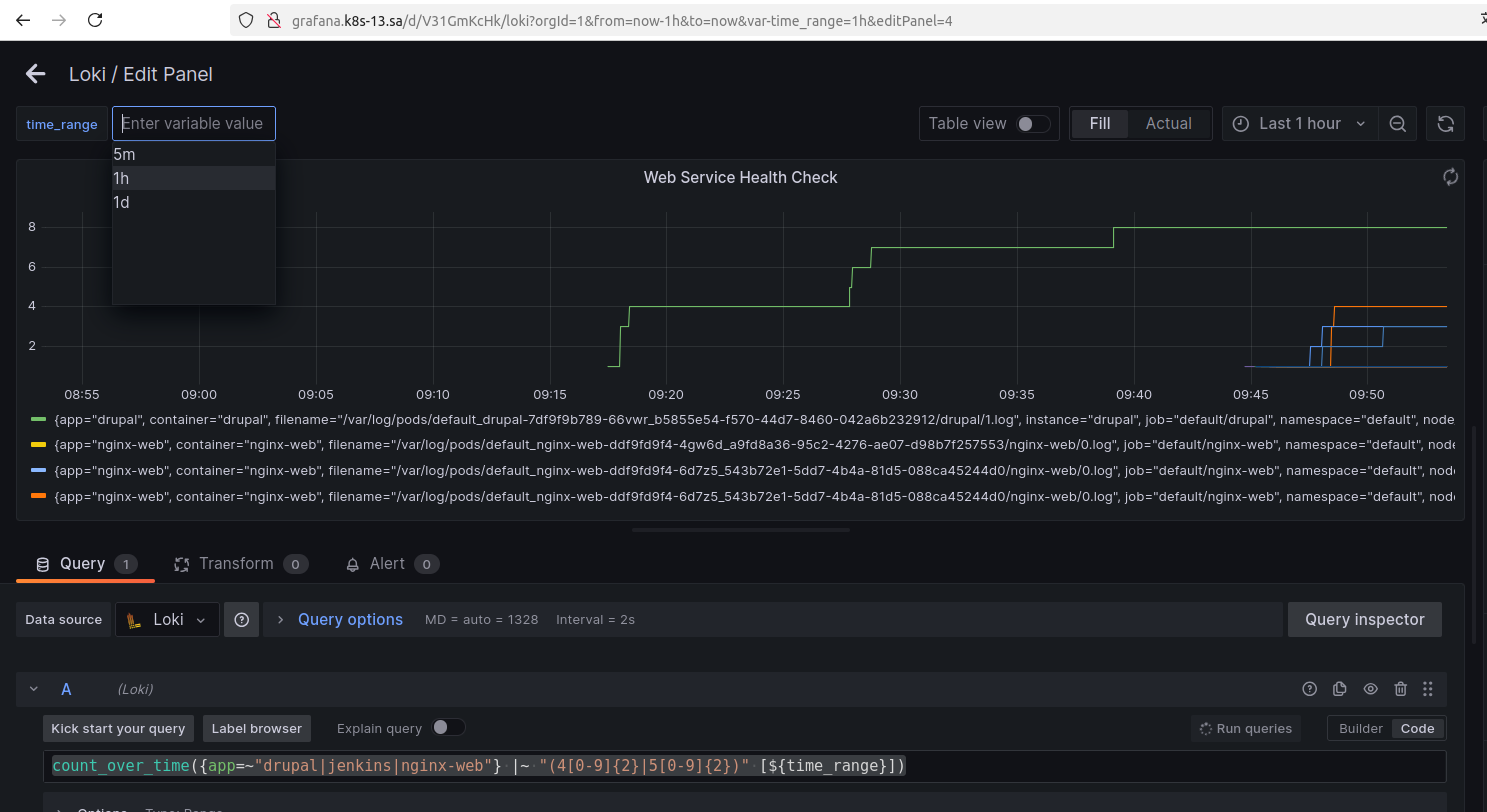 grafana.k8s-13.sa/d/V31GmKcHk/loki?orgId=1&from=now-1h&to=now&var-time_range=1h&editPanel=4
Loki / Edit Panel
time_range Enter variable value Table view Fill Actual Last 1 hour
5m
1h
1d
Web Service Health Check
8
6
4
2
08:55 09:00 09:05 09:10 09:15 09:20 09:25 09:30 09:35 09:40 09:45 09:50
{app="drupal", container="drupal", filename="/var/log/pods/default_drupal-7df9f9b789-66vwr_b5855e54-f570-44d7-8460-042a6b232912/drupal/1.log", instance="drupal", job="default/drupal", namespace="default", node
{app="nginx-web", container="nginx-web", filename="/var/log/pods/default_nginx-web-ddf9fd9f4-4gw6d_a9fd8a36-95c2-4276-ae07-d98b7f257553/nginx-web/0.log", job="default/nginx-web", namespace="default", node
{app="nginx-web", container="nginx-web", filename="/var/log/pods/default_nginx-web-ddf9fd9f4-6d7z5_543b72e1-5dd7-4b4a-81d5-088ca45244d0/nginx-web/0.log", job="default/nginx-web", namespace="default", node
{app="nginx-web", container="nginx-web", filename="/var/log/pods/default_nginx-web-ddf9fd9f4-6d7z5_543b72e1-5dd7-4b4a-81d5-088ca45244d0/nginx-web/0.log", job="default/nginx-web", namespace="default", node
Query 1 Transform 0 Alert 0
Data source Loki Query options MD = auto = 1328 Interval = 2s Query inspector
A (Loki)
Kick start your query Label browser Explain query Run queries Builder Code
count_over_time({app=~"drupal|jenkins|nginx-web"} |~ "(4[0-9]{2}|5[0-9]{2})" [${time_range}])
Options Type: Range